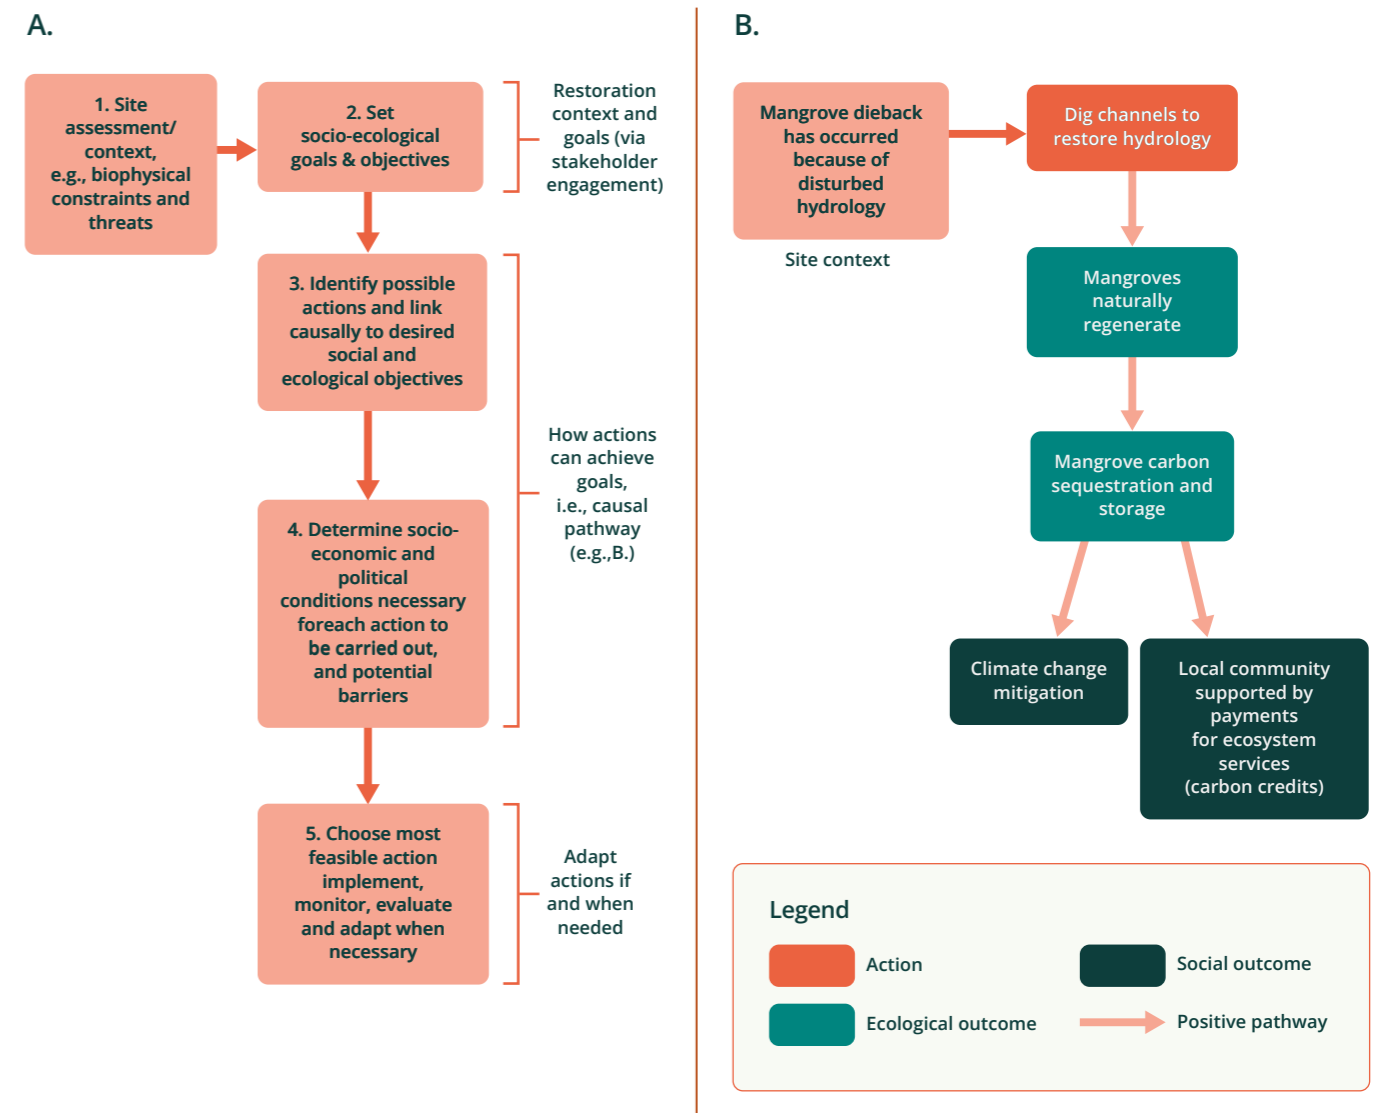 A.
1. Site
assessment/
context,
e.g., biophysical
constraints and
threats
2. Set
socio-ecological
goals & objectives
Restoration
context and
goals (via
stakeholder
engagement)
3. Identify possible
actions and link
causally to desired
social and
ecological objectives
4. Determine socio-
economic and
political
conditions necessary
foreach action to
be carried out,
and potential
barriers
How actions
can achieve
goals,
i.e., causal
pathway
(e.g.,B.)
5. Choose most
feasible action
implement,
monitor, evaluate
and adapt when
necessary
Adapt
actions if
and when
needed
B.
Mangrove dieback
has occurred
because of
disturbed
hydrology
Site context
Dig channels to
restore hydrology
Mangroves
naturally
regenerate
Mangrove carbon
sequestration and
storage
Climate change
mitigation
Local community
supported by
payments
for ecosystem
services
(carbon credits)
Legend
Action
Social outcome
Ecological outcome
Positive pathway